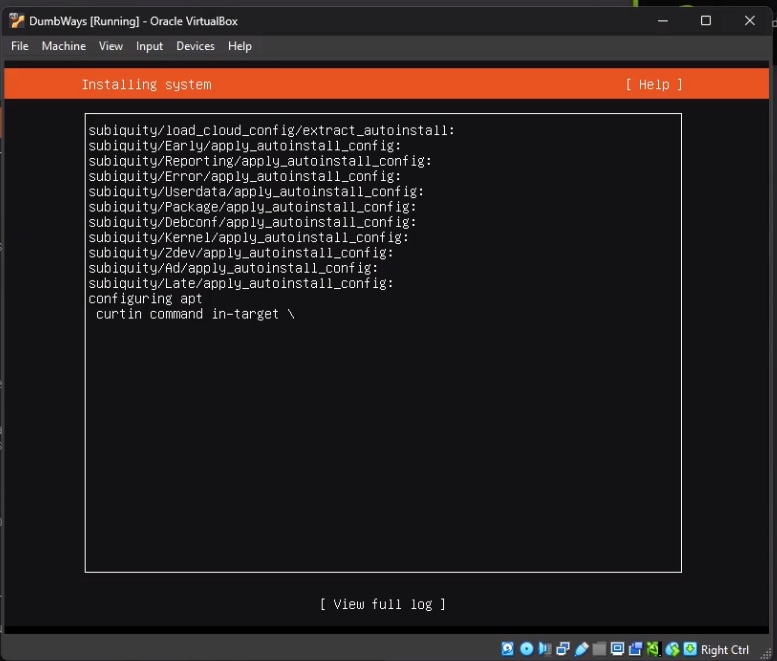 DumbWays [Running] - Oracle VirtualBox
File Machine View Input Devices Help
Installing system [ Help ]
subiquity/load_cloud_config/extract_autoinstall:
subiquity/Early/apply_autoinstall_config:
subiquity/Reporting/apply_autoinstall_config:
subiquity/Error/apply_autoinstall_config:
subiquity/Userdata/apply_autoinstall_config:
subiquity/Package/apply_autoinstall_config:
subiquity/Debconf/apply_autoinstall_config:
subiquity/Kernel/apply_autoinstall_config:
subiquity/Zdev/apply_autoinstall_config:
subiquity/Ad/apply_autoinstall_config:
subiquity/Late/apply_autoinstall_config:
configuring apt
curtin command in-target \
[ View full log ]
Right Ctrl